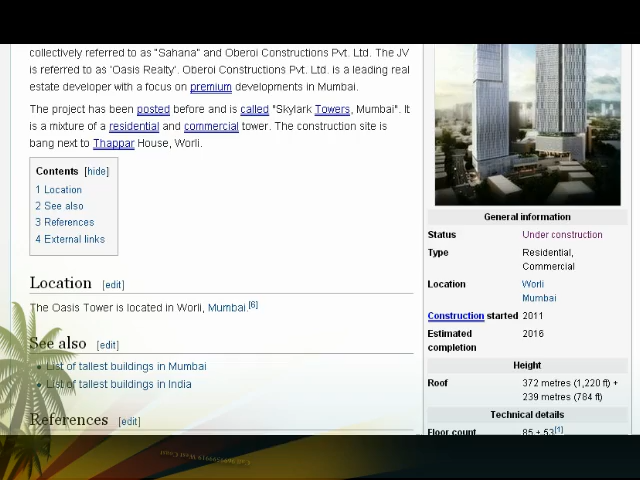 collectively referred to as "Sahana" and Oberoi Constructions Pvt. Ltd. The JV
is referred to as 'Oasis Realty'. Oberoi Constructions Pvt. Ltd. is a leading real
estate developer with a focus on premium developments in Mumbai.
The project has been posted before and is called "Skylark Towers, Mumbai". It
is a mixture of a residential and commercial tower. The construction site is
bang next to Thappar House, Worli.
Contents [hide]
1 Location
2 See also
3 References
4 External links
Location [edit]
The Oasis Tower is located in Worli, Mumbai.[6]
See also [edit]
List of tallest buildings in Mumbai
List of tallest buildings in India
References [edit]
General information
Status Under construction
Type Residential,
Commercial
Location Worli
Mumbai
Construction started 2011
Estimated 2016
completion
Height
Roof 372 metres (1,220 ft) +
239 metres (784 ft)
Technical details
Floor count 85 + 53[1]